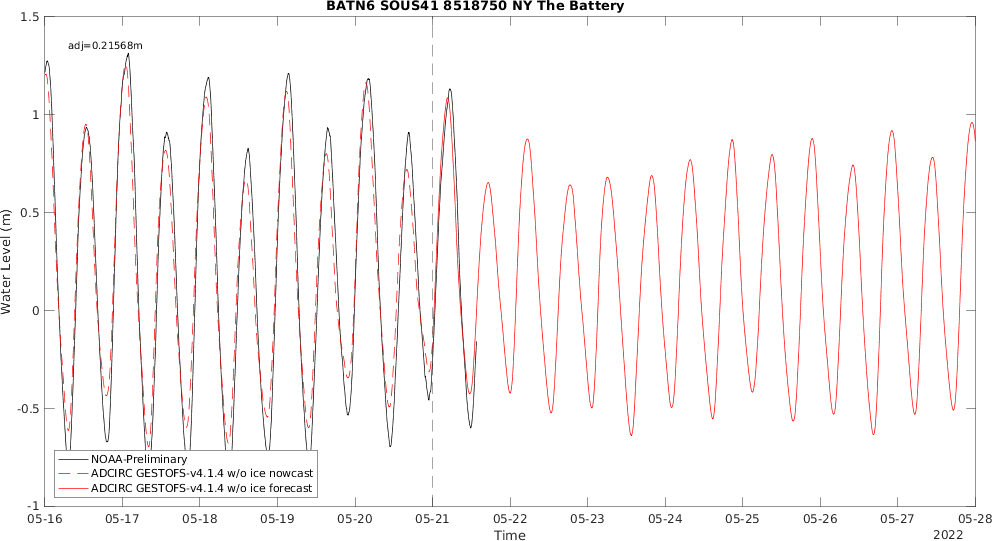 BATN6 SOUS41 8518750 NY The Battery
adj=0.21568m
1.5
1
0.5
0
-0.5
-1
Water Level (m)
NOAA-Preliminary
ADCIRC GESTOFS-v4.1.4 w/o ice nowcast
ADCIRC GESTOFS-v4.1.4 w/o ice forecast
05-16 05-17 05-18 05-19 05-20 05-21 05-22 05-23 05-24 05-25 05-26 05-27 05-28
Time
2022